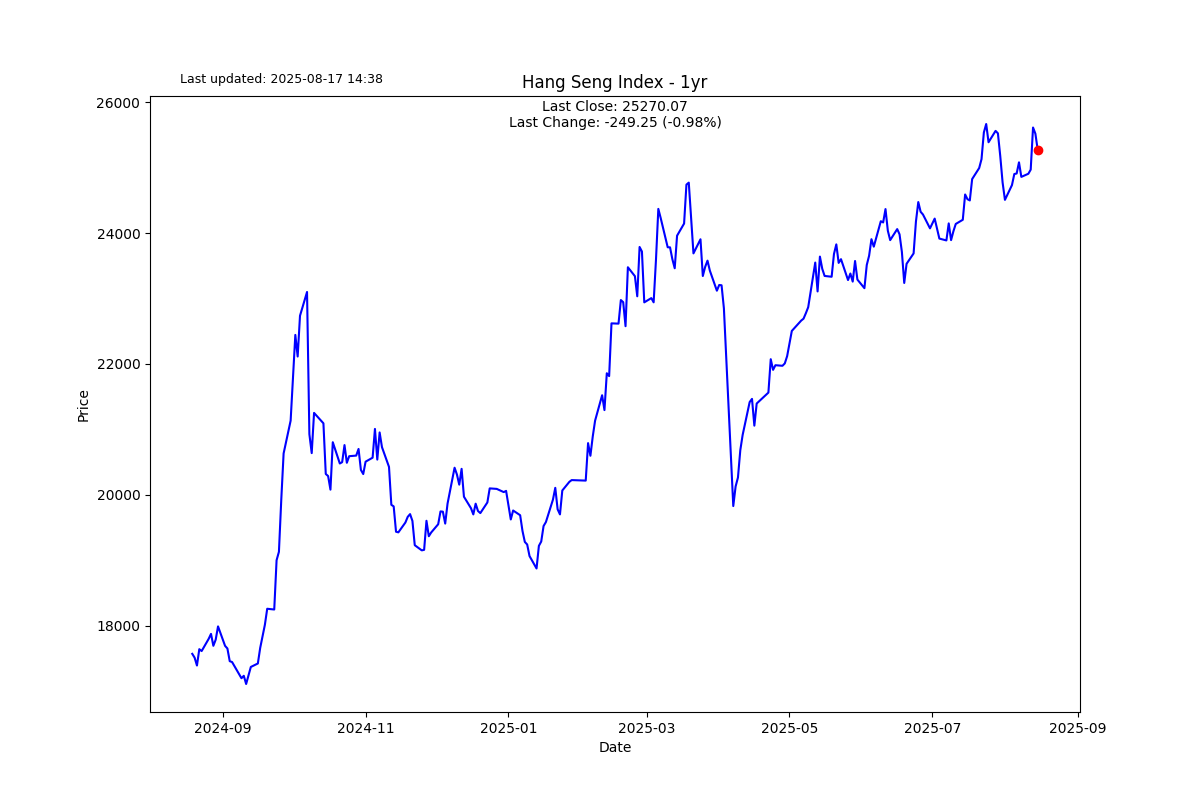 Last updated: 2025-08-17 14:38
Hang Seng Index - 1yr
Last Close: 25270.07
Last Change: -249.25 (-0.98%)
26000
24000
22000
20000
18000
Price
2024-09
2024-11
2025-01
2025-03
2025-05
2025-07
2025-09
Date